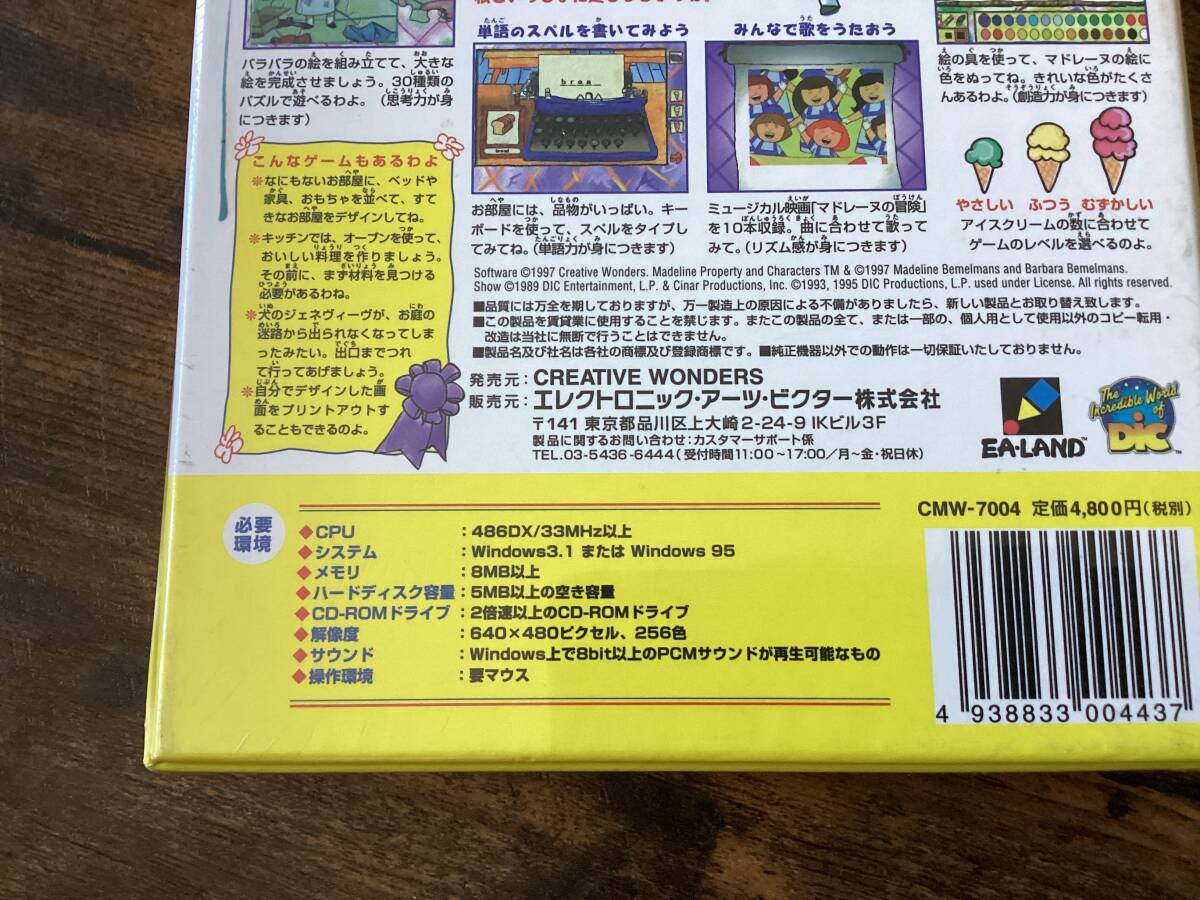 バラバラの絵を組み立てて、大きな
絵を完成させましょう。30種類の
パズルで遊べるわよ。(思考力が身
につきます)
こんなゲームもあるわよ
※なにもないお部屋に、ベッドや
家具、おもちゃを並べて、すて
きなお部屋をデザインしてね。
※キッチンでは、オーブンを使って、
おいしい料理を作りましょう。
その前に、まず材料を見つける
必要があるわね。
※犬のジェネヴィーヴが、お庭の
迷路から出られなくなってしま
ったみたい。出口までつれ
て行ってあげましょう。
※自分でデザインした画
面をプリントアウトす
ることもできるのよ。
単語のスペルを書いてみよう
bread
お部屋には、品物がいっぱい。キー
ボードを使って、スペルをタイプし
てみてね。(単語力が身につきます)
みんなで歌をうたおう
ミュージカル映画「マドレーヌの冒険」
を10本収録。曲に合わせて歌って
みて。(リズム感が身につきます)
絵の具を使って、マドレーヌの絵に
色をぬってね。きれいな色がたくさ
んあるわよ。(創造力が身につきます)
やさしい ふつう むずかしい
アイスクリームの数に合わせて
ゲームのレベルを選べるのよ。
Software ©1997 Creative Wonders. Madeline Property and Characters TM & ©1997 Madeline Bemelmans and Barbara Bemelmans.
Show ©1989 DIC Entertainment, L.P. & Cinar Productions, Inc. ©1993, 1995 DIC Productions, L.P. used under License. All rights reserved.
■品質には万全を期しておりますが、万一製造上の原因による不備がありましたら、新しい製品とお取り替え致します。
■この製品を賃貸業に使用することを禁じます。またこの製品の全て、または一部の、個人用として使用以外のコピー転用・
改造は当社に無断で行うことはできません。
■製品名及び社名は各社の商標及び登録商標です。■純正機器以外での動作は一切保証いたしておりません。
発売元：CREATIVE WONDERS
販売元：エレクトロニック・アーツ・ビクター株式会社
〒141 東京都品川区上大崎2-24-9 IKビル3F
製品に関するお問い合わせ：カスタマーサポート係
TEL.03-5436-6444(受付時間11:00〜17:00／月〜金・祝日休)
EA·LAND™
The Incredible World of DIC™
必要
環境
◆CPU ：486DX/33MHz以上
◆システム ：Windows3.1 または Windows 95
◆メモリ ：8MB以上
◆ハードディスク容量：5MB以上の空き容量
◆CD-ROMドライブ：2倍速以上のCD-ROMドライブ
◆解像度 ：640×480ピクセル、256色
◆サウンド ：Windows上で8bit以上のPCMサウンドが再生可能なもの
◆操作環境 ：要マウス
CMW-7004 定価4,800円(税別)
4 938833 004437